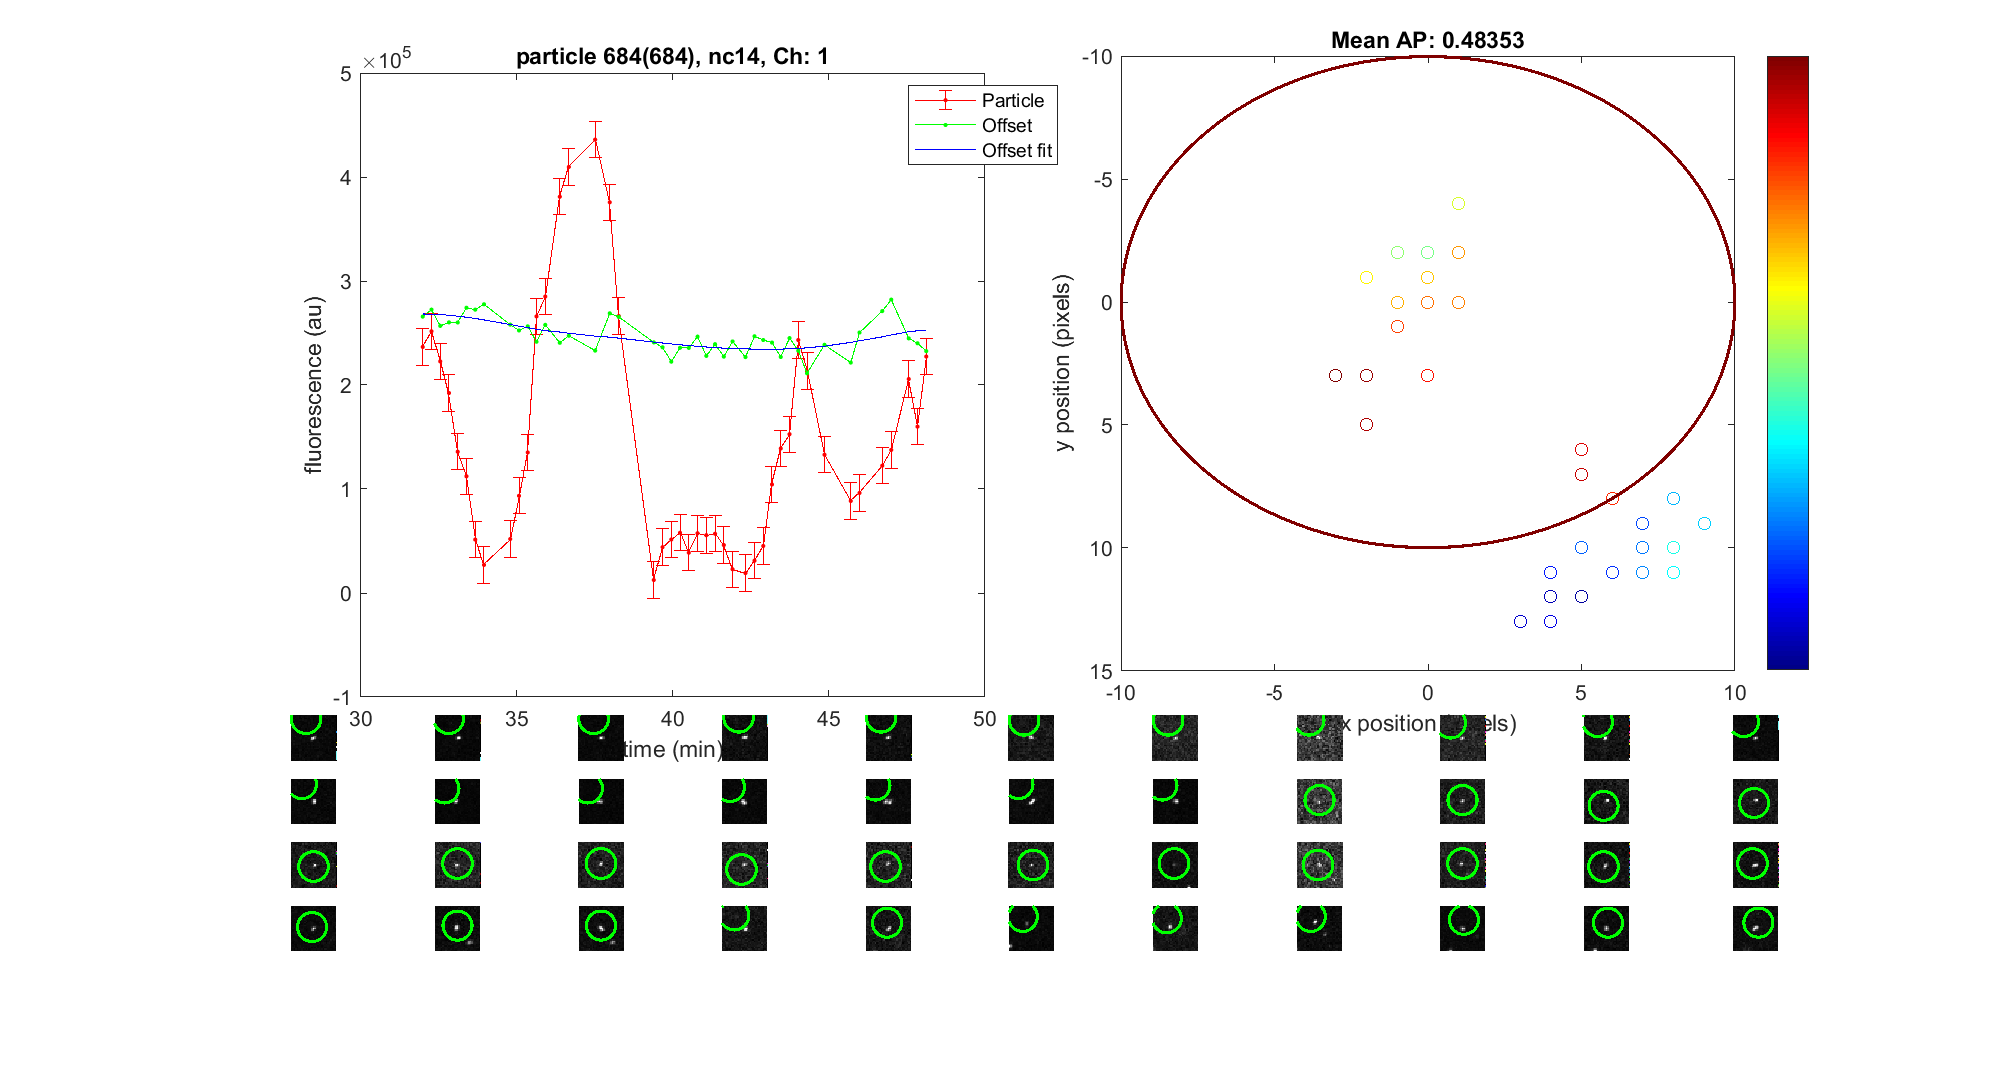 particle 684(684), nc14, Ch: 1
×10^5
5
4
3
2
1
0
-1
fluorescence (au)
30
35
40
45
50
time (min)
Particle
Offset
Offset fit
Mean AP: 0.48353
-10
-5
0
5
10
15
y position (pixels)
-10
-5
0
5
10
x position els)